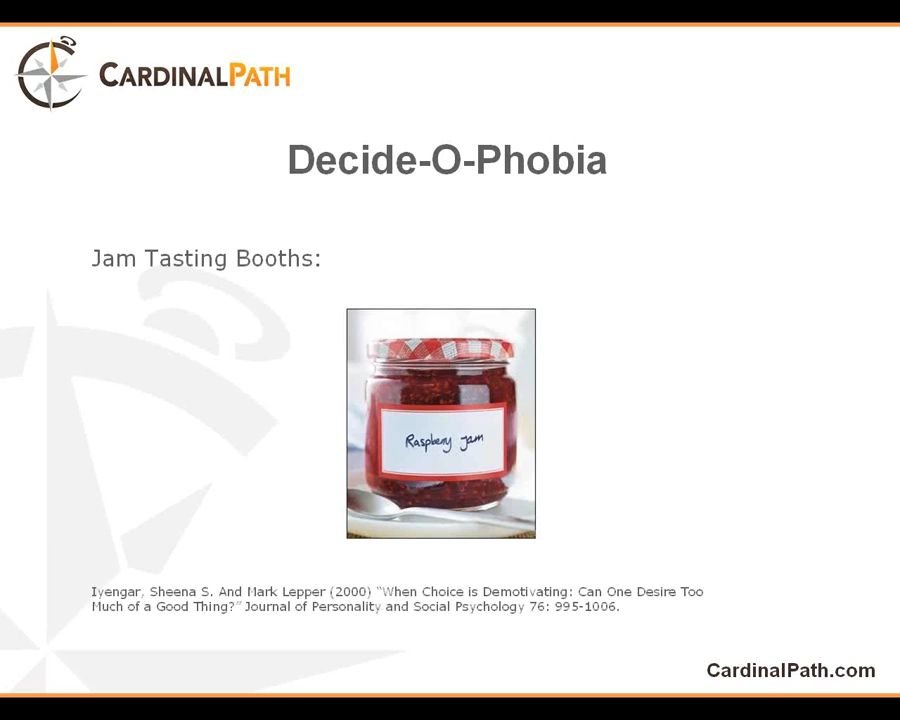 CARDINALPATH
Decide-O-Phobia
Jam Tasting Booths:
Raspberry Jam
Iyengar, Sheena S. And Mark Lepper (2000) “When Choice is Demotivating: Can One Desire Too
Much of a Good Thing?” Journal of Personality and Social Psychology 76: 995-1006.
CardinalPath.com